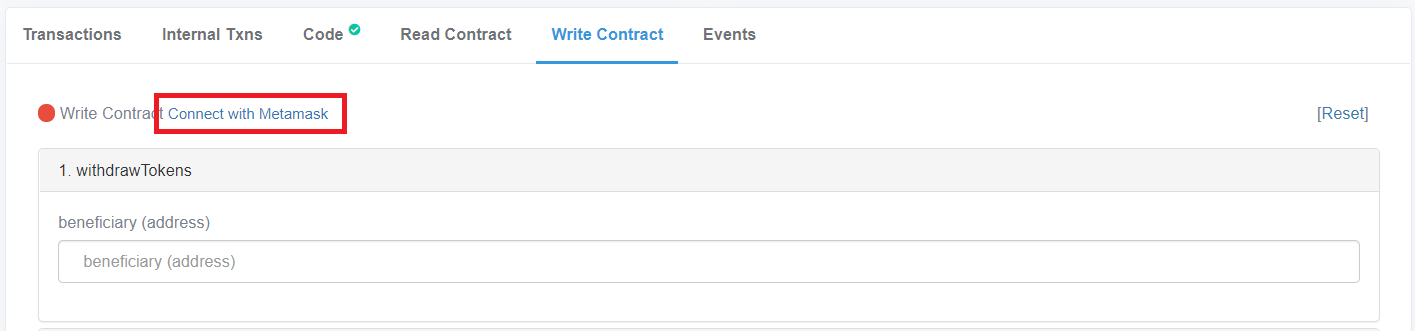 Transactions Internal Txns Code Read Contract Write Contract Events
Write Contract Connect with Metamask [Reset]
1. withdrawTokens
beneficiary (address)
beneficiary (address)